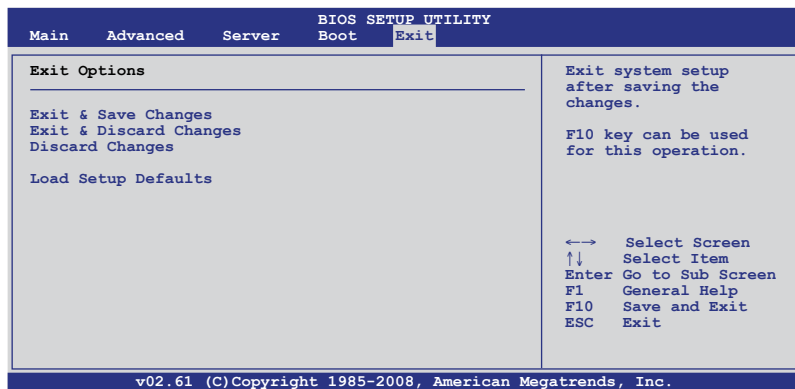 BIOS SETUP UTILITY
Main Advanced Server Boot Exit
Exit Options
Exit & Save Changes
Exit & Discard Changes
Discard Changes
Load Setup Defaults
Exit system setup
after saving the
changes.
F10 key can be used
for this operation.
←→ Select Screen
↑↓ Select Item
Enter Go to Sub Screen
F1 General Help
F10 Save and Exit
ESC Exit
v02.61 (C)Copyright 1985-2008, American Megatrends, Inc.